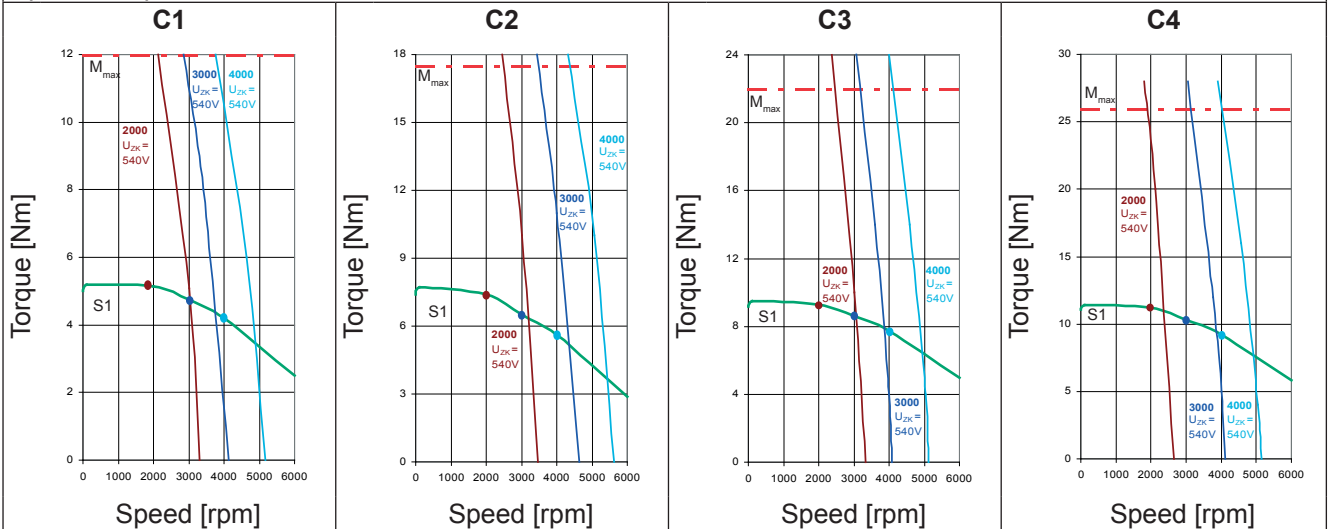 C1
C2
C3
C4
12
10
8
6
4
2
0
0 1000 2000 3000 4000 5000 6000
Torque [Nm]
Speed [rpm]
Mmax
S1
2000
UZK=
540V
3000
UZK=
540V
4000
UZK=
540V
18
15
12
9
6
3
0
0 1000 2000 3000 4000 5000 6000
Torque [Nm]
Speed [rpm]
Mmax
S1
4000
UZK=
540V
3000
UZK=
540V
2000
UZK=
540V
24
22
16
12
8
4
0
0 1000 2000 3000 4000 5000 6000
Torque [Nm]
Speed [rpm]
Mmax
S1
2000
UZK=
540V
4000
UZK=
540V
3000
UZK=
540V
30
25
30
15
10
5
0
0 1000 2000 3000 4000 5000 6000
Torque [Nm]
Speed [rpm]
Mmax
S1
2000
UZK=
540V
3000
UZK=
540V
4000
UZK=
540V